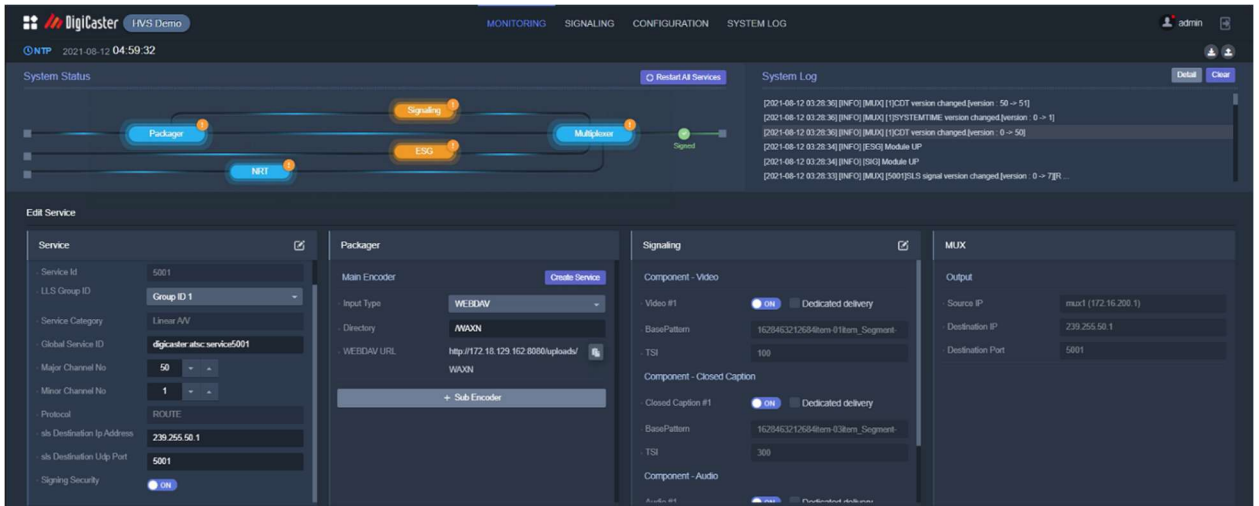 DigiCaster HVS Demo MONITORING SIGNALING CONFIGURATION SYSTEM LOG admin
NTP 2021-08-12 04:59:32
System Status
Restart All Services
Packager
Signaling
ESG
NRT
Multiplexer
Signed
System Log
Detail Clear
[2021-08-12 03:28:36] [INFO] [MUX] [1]CDT version changed.[version : 50 -> 51]
[2021-08-12 03:28:36] [INFO] [MUX] [1]SYSTEMTIME version changed.[version : 0 -> 1]
[2021-08-12 03:28:36] [INFO] [MUX] [1]CDT version changed.[version : 0 -> 50]
[2021-08-12 03:28:34] [INFO] [ESG] Module UP
[2021-08-12 03:28:34] [INFO] [SIG] Module UP
[2021-08-12 03:28:33] [INFO] [MUX] [5001]SLS signal version changed.[version : 0 -> 7][R ...
Edit Service
Service
Service Id 5001
LLS Group ID Group ID 1
Service Category Linear A/V
Global Service ID digicaster:atsc:service5001
Major Channel No 50
Minor Channel No 1
Protocol ROUTE
sls Destination Ip Address 239.255.50.1
sls Destination Udp Port 5001
Signing Security ON
Packager
Main Encoder Create Service
Input Type WEBDAV
Directory /WAXN
WEBDAV URL http://172.18.129.162:8080/uploads/
WAXN
+ Sub Encoder
Signaling
Component - Video
Video #1 ON Dedicated delivery
BasePattern 1628463212684item-01item_Segment-
TSI 100
Component - Closed Caption
Closed Caption #1 ON Dedicated delivery
BasePattern 1628463212684item-03item_Segment-
TSI 300
Component - Audio
Audio #1 ON Dedicated delivery
MUX
Output
Source IP mux1 (172.16.200.1)
Destination IP 239.255.50.1
Destination Port 5001